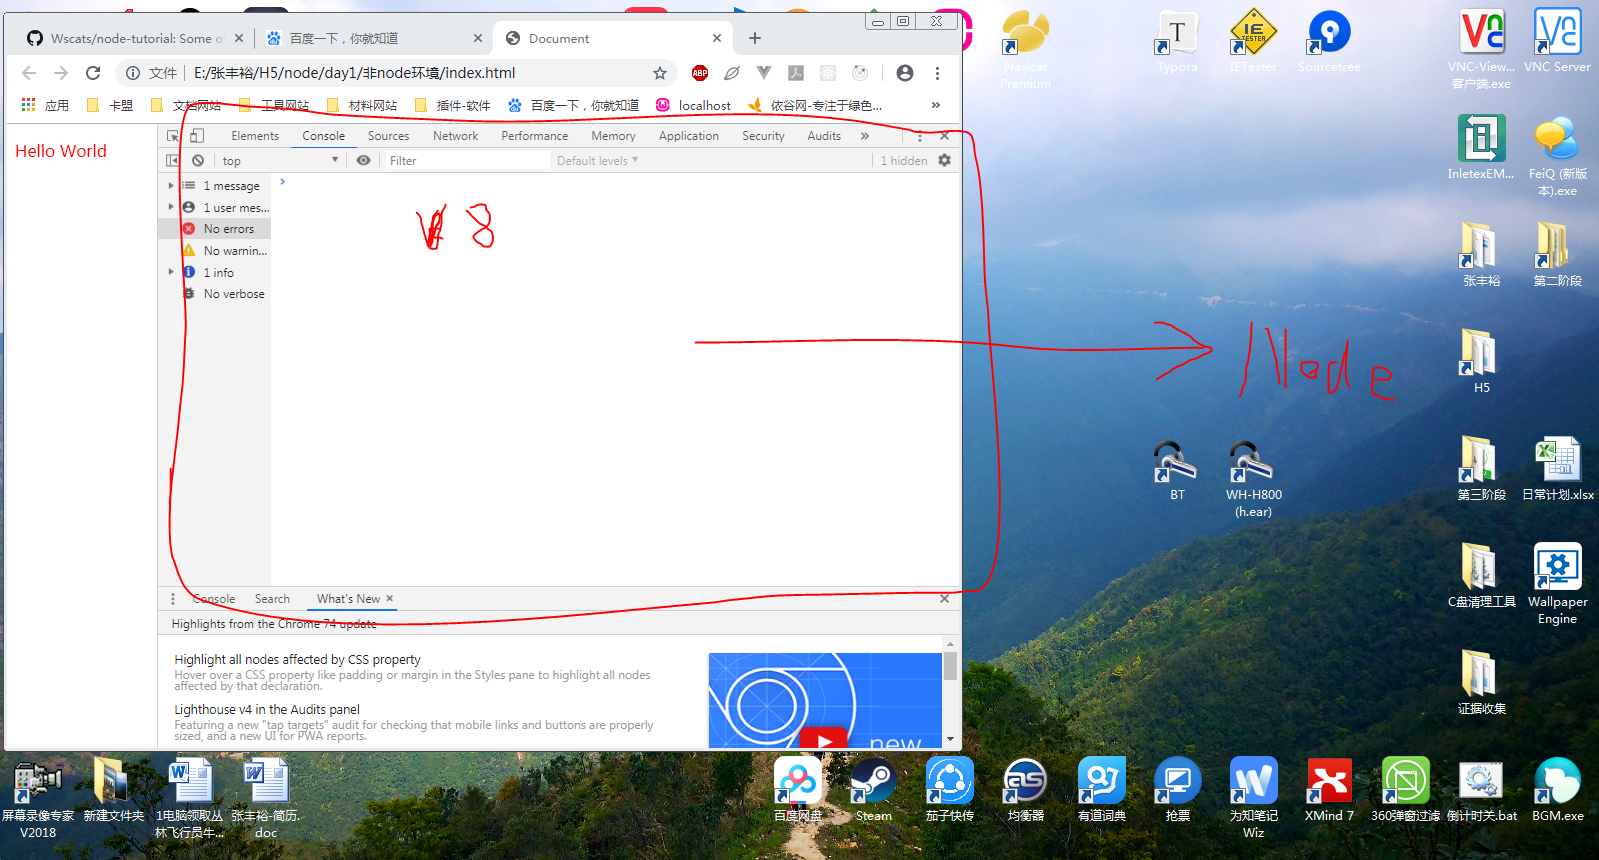 Wscats/node-tutorial: Some o
百度一下，你就知道
Document
文件
E:/张丰裕/H5/node/day1/非node环境/index.html
ABP
应用
卡盟
文档网站
工具网站
材料网站
插件-软件
百度一下，你就知道
localhost
依谷网-专注于绿色...
»
Hello World
Elements
Console
Sources
Network
Performance
Memory
Application
Security
Audits
»
top
Filter
Default levels
1 hidden
1 message
1 user mes...
No errors
No warnin...
1 info
No verbose
V8
Node
Console
Search
What's New
Highlights from the Chrome 74 update
Highlight all nodes affected by CSS property
Hover over a CSS property like padding or margin in the Styles pane to highlight all nodes
affected by that declaration.
Lighthouse v4 in the Audits panel
Featuring a new "tap targets" audit for checking that mobile links and buttons are properly
sized, and a new UI for PWA reports.
new
Navicat
Premium
Typora
IETester
Sourcetree
VNC-View...
客户端.exe
VNC Server
InletexEM...
FeiQ (新版
本).exe
张丰裕
第二阶段
H5
BT
WH-H800
(h.ear)
第三阶段
日常计划.xlsx
C盘清理工具
Wallpaper
Engine
证据收集
屏幕录像专家
V2018
新建文件夹
1电脑领取丛
林飞行员牛...
张丰裕-简历.
doc
百度网盘
Steam
茄子快传
均衡器
有道词典
抢票
为知笔记
Wiz
XMind 7
360弹窗过滤
倒计时关.bat
BGM.exe